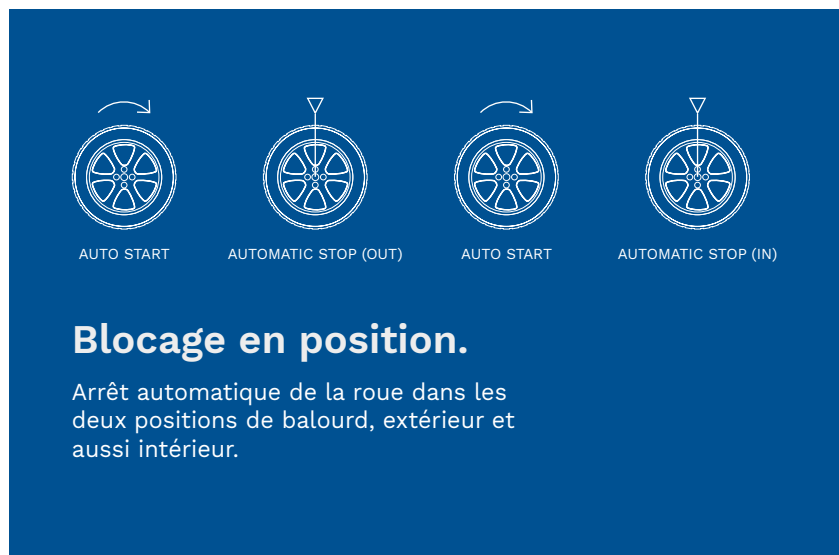 AUTO START
AUTOMATIC STOP (OUT)
AUTO START
AUTOMATIC STOP (IN)
Blocage en position.
Arrêt automatique de la roue dans les
deux positions de balourd, extérieur et
aussi intérieur.